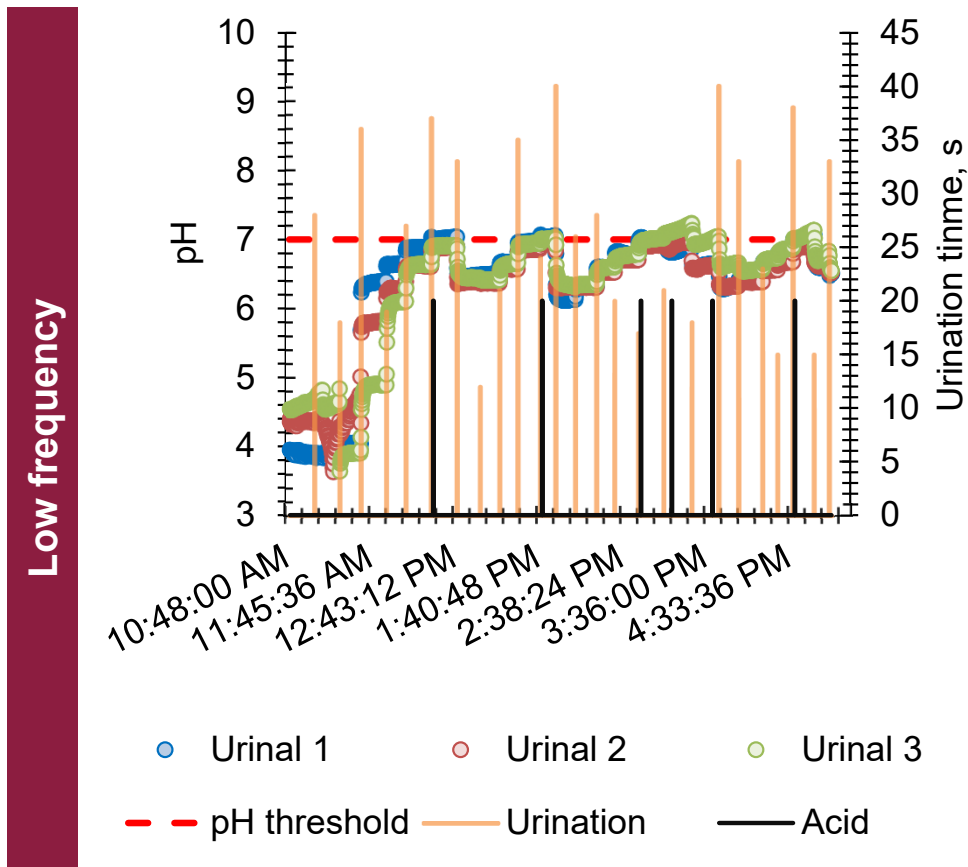 Low frequency
10
9
8
7
6
5
4
3
pH
45
40
35
30
25
20
15
10
5
0
Urination tinme, s
10:48:00 AM
11:45:36 AM
12:43:12 PM
1:40:48 PM
2:38:24 PM
3:36:00 PM
4:33:36 PM
Urinal 1 Urinal 2 Urinal 3
pH threshold Urination Acid